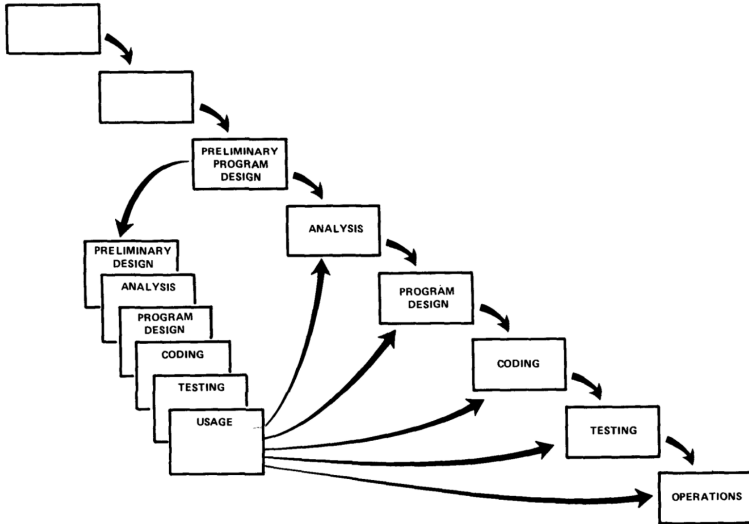 PRELIMINARY
PROGRAM
DESIGN
ANALYSIS
PROGRAM
DESIGN
CODING
TESTING
OPERATIONS
PRELIMINARY
DESIGN
ANALYSIS
PROGRAM
DESIGN
CODING
TESTING
USAGE